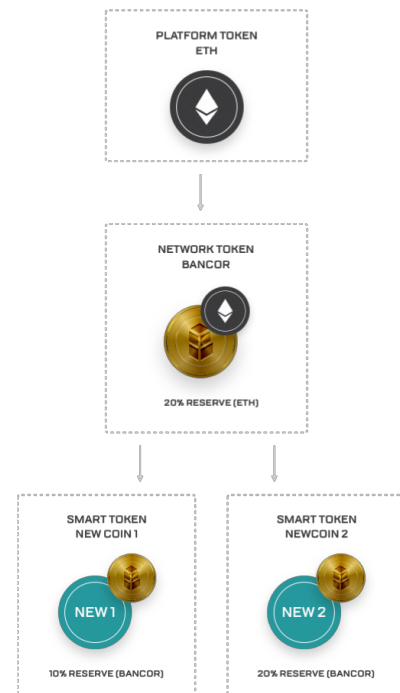 PLATFORM TOKEN
ETH
NETWORK TOKEN
BANCOR
20% RESERVE (ETH)
SMART TOKEN
NEW COIN 1
NEW 1
10% RESERVE (BANCOR)
SMART TOKEN
NEWCOIN 2
NEW 2
20% RESERVE (BANCOR)